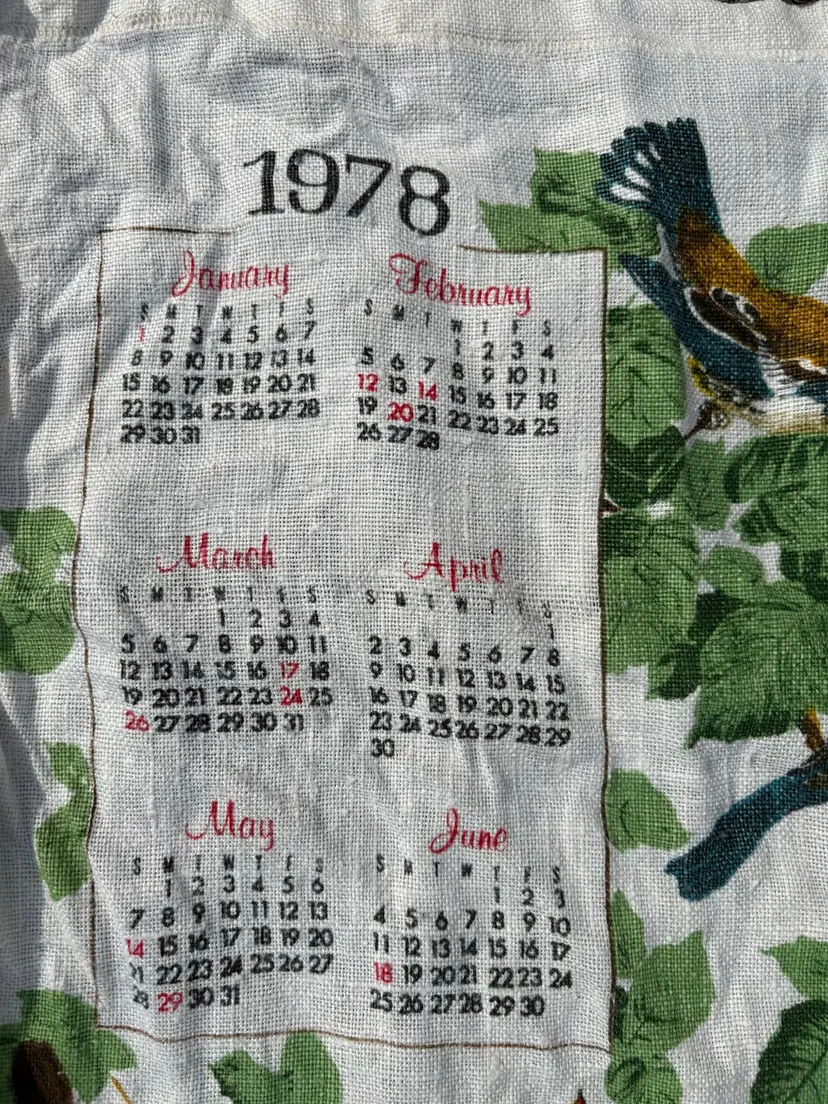 1978
January
S M T W T F S
1 2 3 4 5 6 7
8 9 10 11 12 13 14
15 16 17 18 19 20 21
22 23 24 25 26 27 28
29 30 31
February
S M T W T F S
1 2 3 4
5 6 7 8 9 10 11
12 13 14 15 16 17 18
19 20 21 22 23 24 25
26 27 28
March
S M T W T F S
1 2 3 4
5 6 7 8 9 10 11
12 13 14 15 16 17 18
19 20 21 22 23 24 25
26 27 28 29 30 31
April
S M T W T F S
1
2 3 4 5 6 7 8
9 10 11 12 13 14 15
16 17 18 19 20 21 22
23 24 25 26 27 28 29
30
May
S M T W T F S
1 2 3 4 5 6
7 8 9 10 11 12 13
14 15 16 17 18 19 20
21 22 23 24 25 26 27
28 29 30 31
June
S M T W T F S
1 2 3
4 5 6 7 8 9 10
11 12 13 14 15 16 17
18 19 20 21 22 23 24
25 26 27 28 29 30